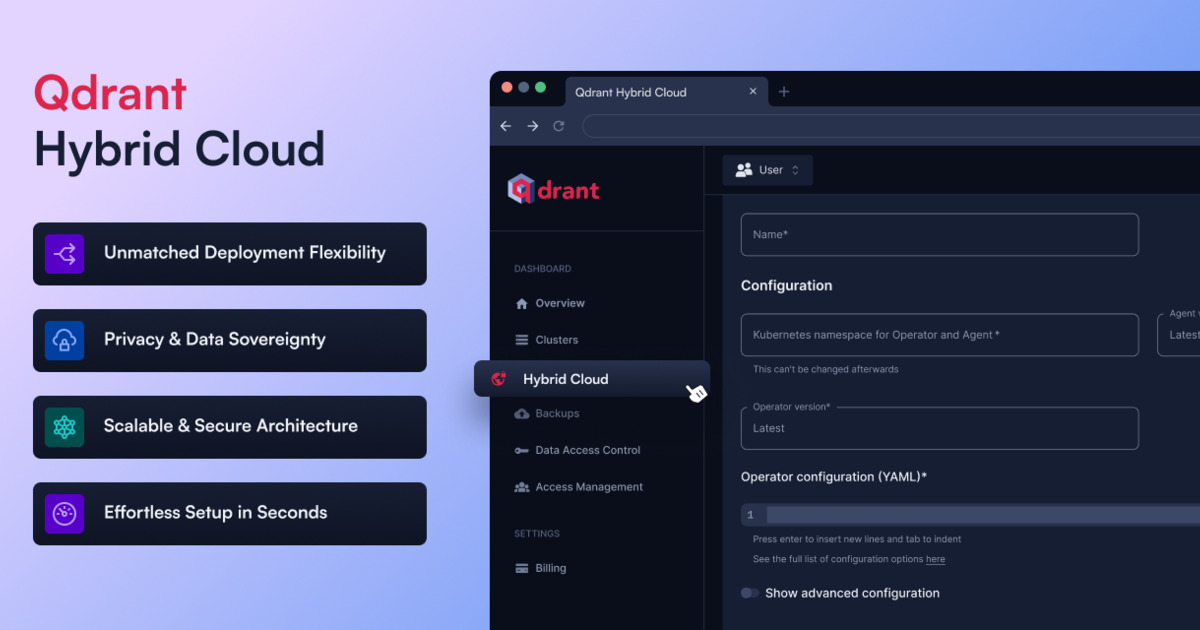 Qdrant
Hybrid Cloud
Unmatched Deployment Flexibility
Privacy & Data Sovereignty
Scalable & Secure Architecture
Effortless Setup in Seconds
Qdrant Hybrid Cloud
qdrant
User
DASHBOARD
Overview
Clusters
Hybrid Cloud
Backups
Data Access Control
Access Management
SETTINGS
Billing
Name*
Configuration
Kubernetes namespace for Operator and Agent *
This can't be changed afterwards
Agent
Latest
Operator version*
Latest
Operator configuration (YAML)*
1
Press enter to insert new lines and tab to indent
See the full list of configuration options here
Show advanced configuration